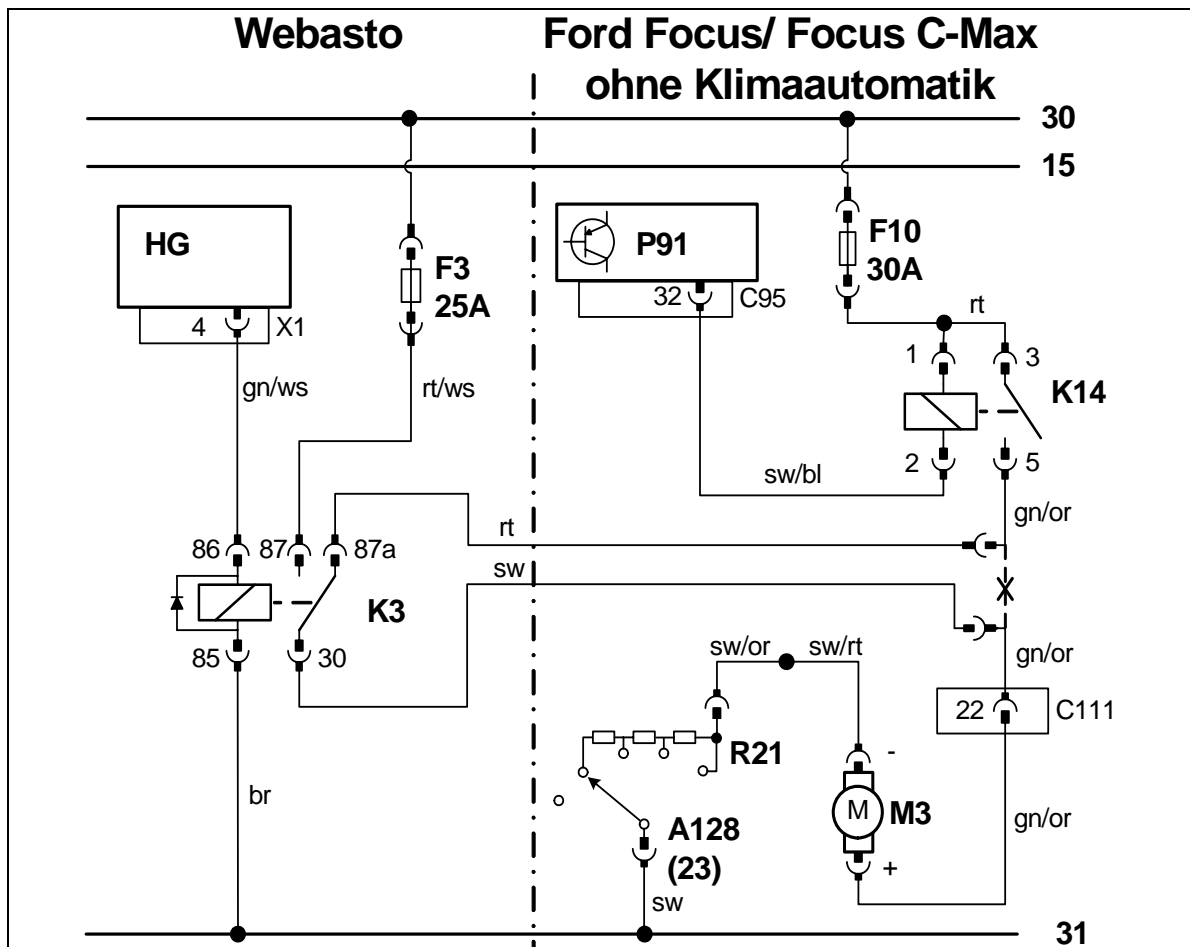 Webasto
Ford Focus/ Focus C-Max
ohne Klimaautomatik
30
15
HG
P91
F10
30A
F3
25A
32
C95
4
X1
rt
1
3
gn/ws
rt/ws
K14
2
5
sw/bl
gn/or
rt
86
87
87a
sw
K3
85
30
sw/or
sw/rt
gn/or
22
C111
R21
-
br
M
M3
gn/or
A128
(23)
+
sw
31